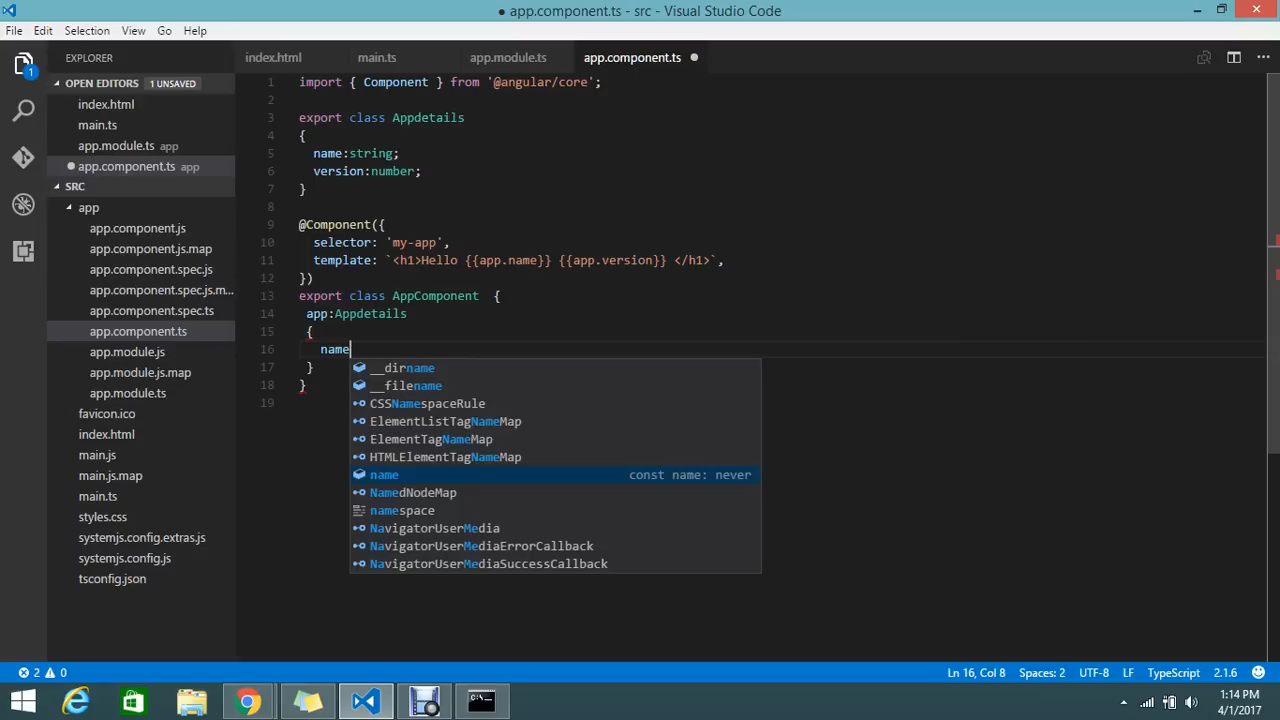 ● app.component.ts - src - Visual Studio Code
File Edit Selection View Go Help
EXPLORER
OPEN EDITORS 1 UNSAVED
index.html
main.ts
app.module.ts app
app.component.ts app
SRC
app
app.component.js
app.component.js.map
app.component.spec.js
app.component.spec.js.m...
app.component.spec.ts
app.component.ts
app.module.js
app.module.js.map
app.module.ts
favicon.ico
index.html
main.js
main.js.map
main.ts
styles.css
systemjs.config.extras.js
systemjs.config.js
tsconfig.json
1
index.html main.ts app.module.ts app.component.ts
1 import { Component } from '@angular/core';
2
3 export class Appdetails
4 {
5 name:string;
6 version:number;
7 }
8
9 @Component({
10 selector: 'my-app',
11 template: `<h1>Hello {{app.name}} {{app.version}} </h1>`,
12 })
13 export class AppComponent {
14 app:Appdetails
15 {
16 name
17 }
18 }
19
__dirname
__filename
CSSNamespaceRule
ElementListTagNameMap
ElementTagNameMap
HTMLElementTagNameMap
name const name: never
NamedNodeMap
namespace
NavigatorUserMedia
NavigatorUserMediaErrorCallback
NavigatorUserMediaSuccessCallback
2 0 Ln 16, Col 8 Spaces: 2 UTF-8 LF TypeScript 2.1.6
1:14 PM
4/1/2017